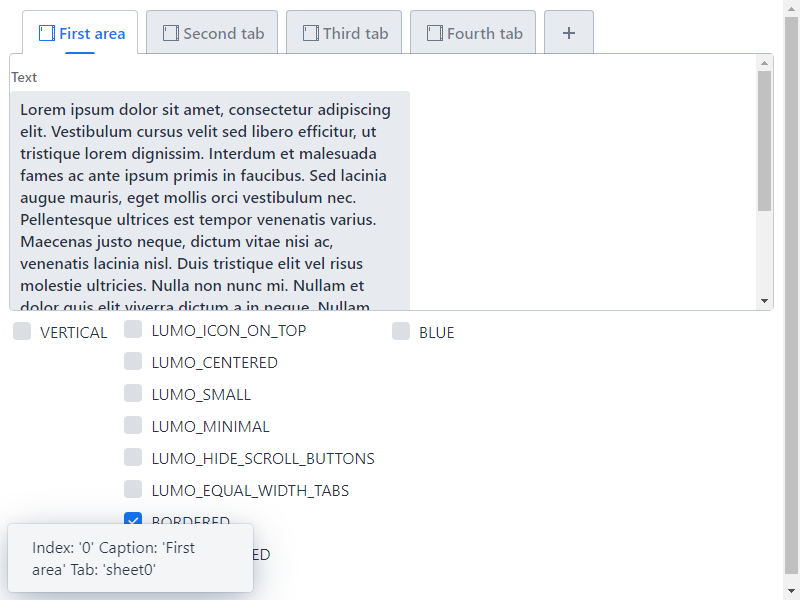 First area Second tab Third tab Fourth tab +
Text
Lorem ipsum dolor sit amet, consectetur adipiscing
elit. Vestibulum cursus velit sed libero efficitur, ut
tristique lorem dignissim. Interdum et malesuada
fames ac ante ipsum primis in faucibus. Sed lacinia
augue mauris, eget mollis orci vestibulum nec.
Pellentesque ultrices est tempor venenatis varius.
Maecenas justo neque, dictum vitae nisi ac,
venenatis lacinia nisl. Duis tristique elit vel risus
molestie ultricies. Nulla non nunc mi. Nullam et
dolor quis elit viverra dictum a in neque. Nullam
VERTICAL
LUMO_ICON_ON_TOP
LUMO_CENTERED
LUMO_SMALL
LUMO_MINIMAL
LUMO_HIDE_SCROLL_BUTTONS
LUMO_EQUAL_WIDTH_TABS
BORDERED
ED
BLUE
Index: '0' Caption: 'First
area' Tab: 'sheet0'